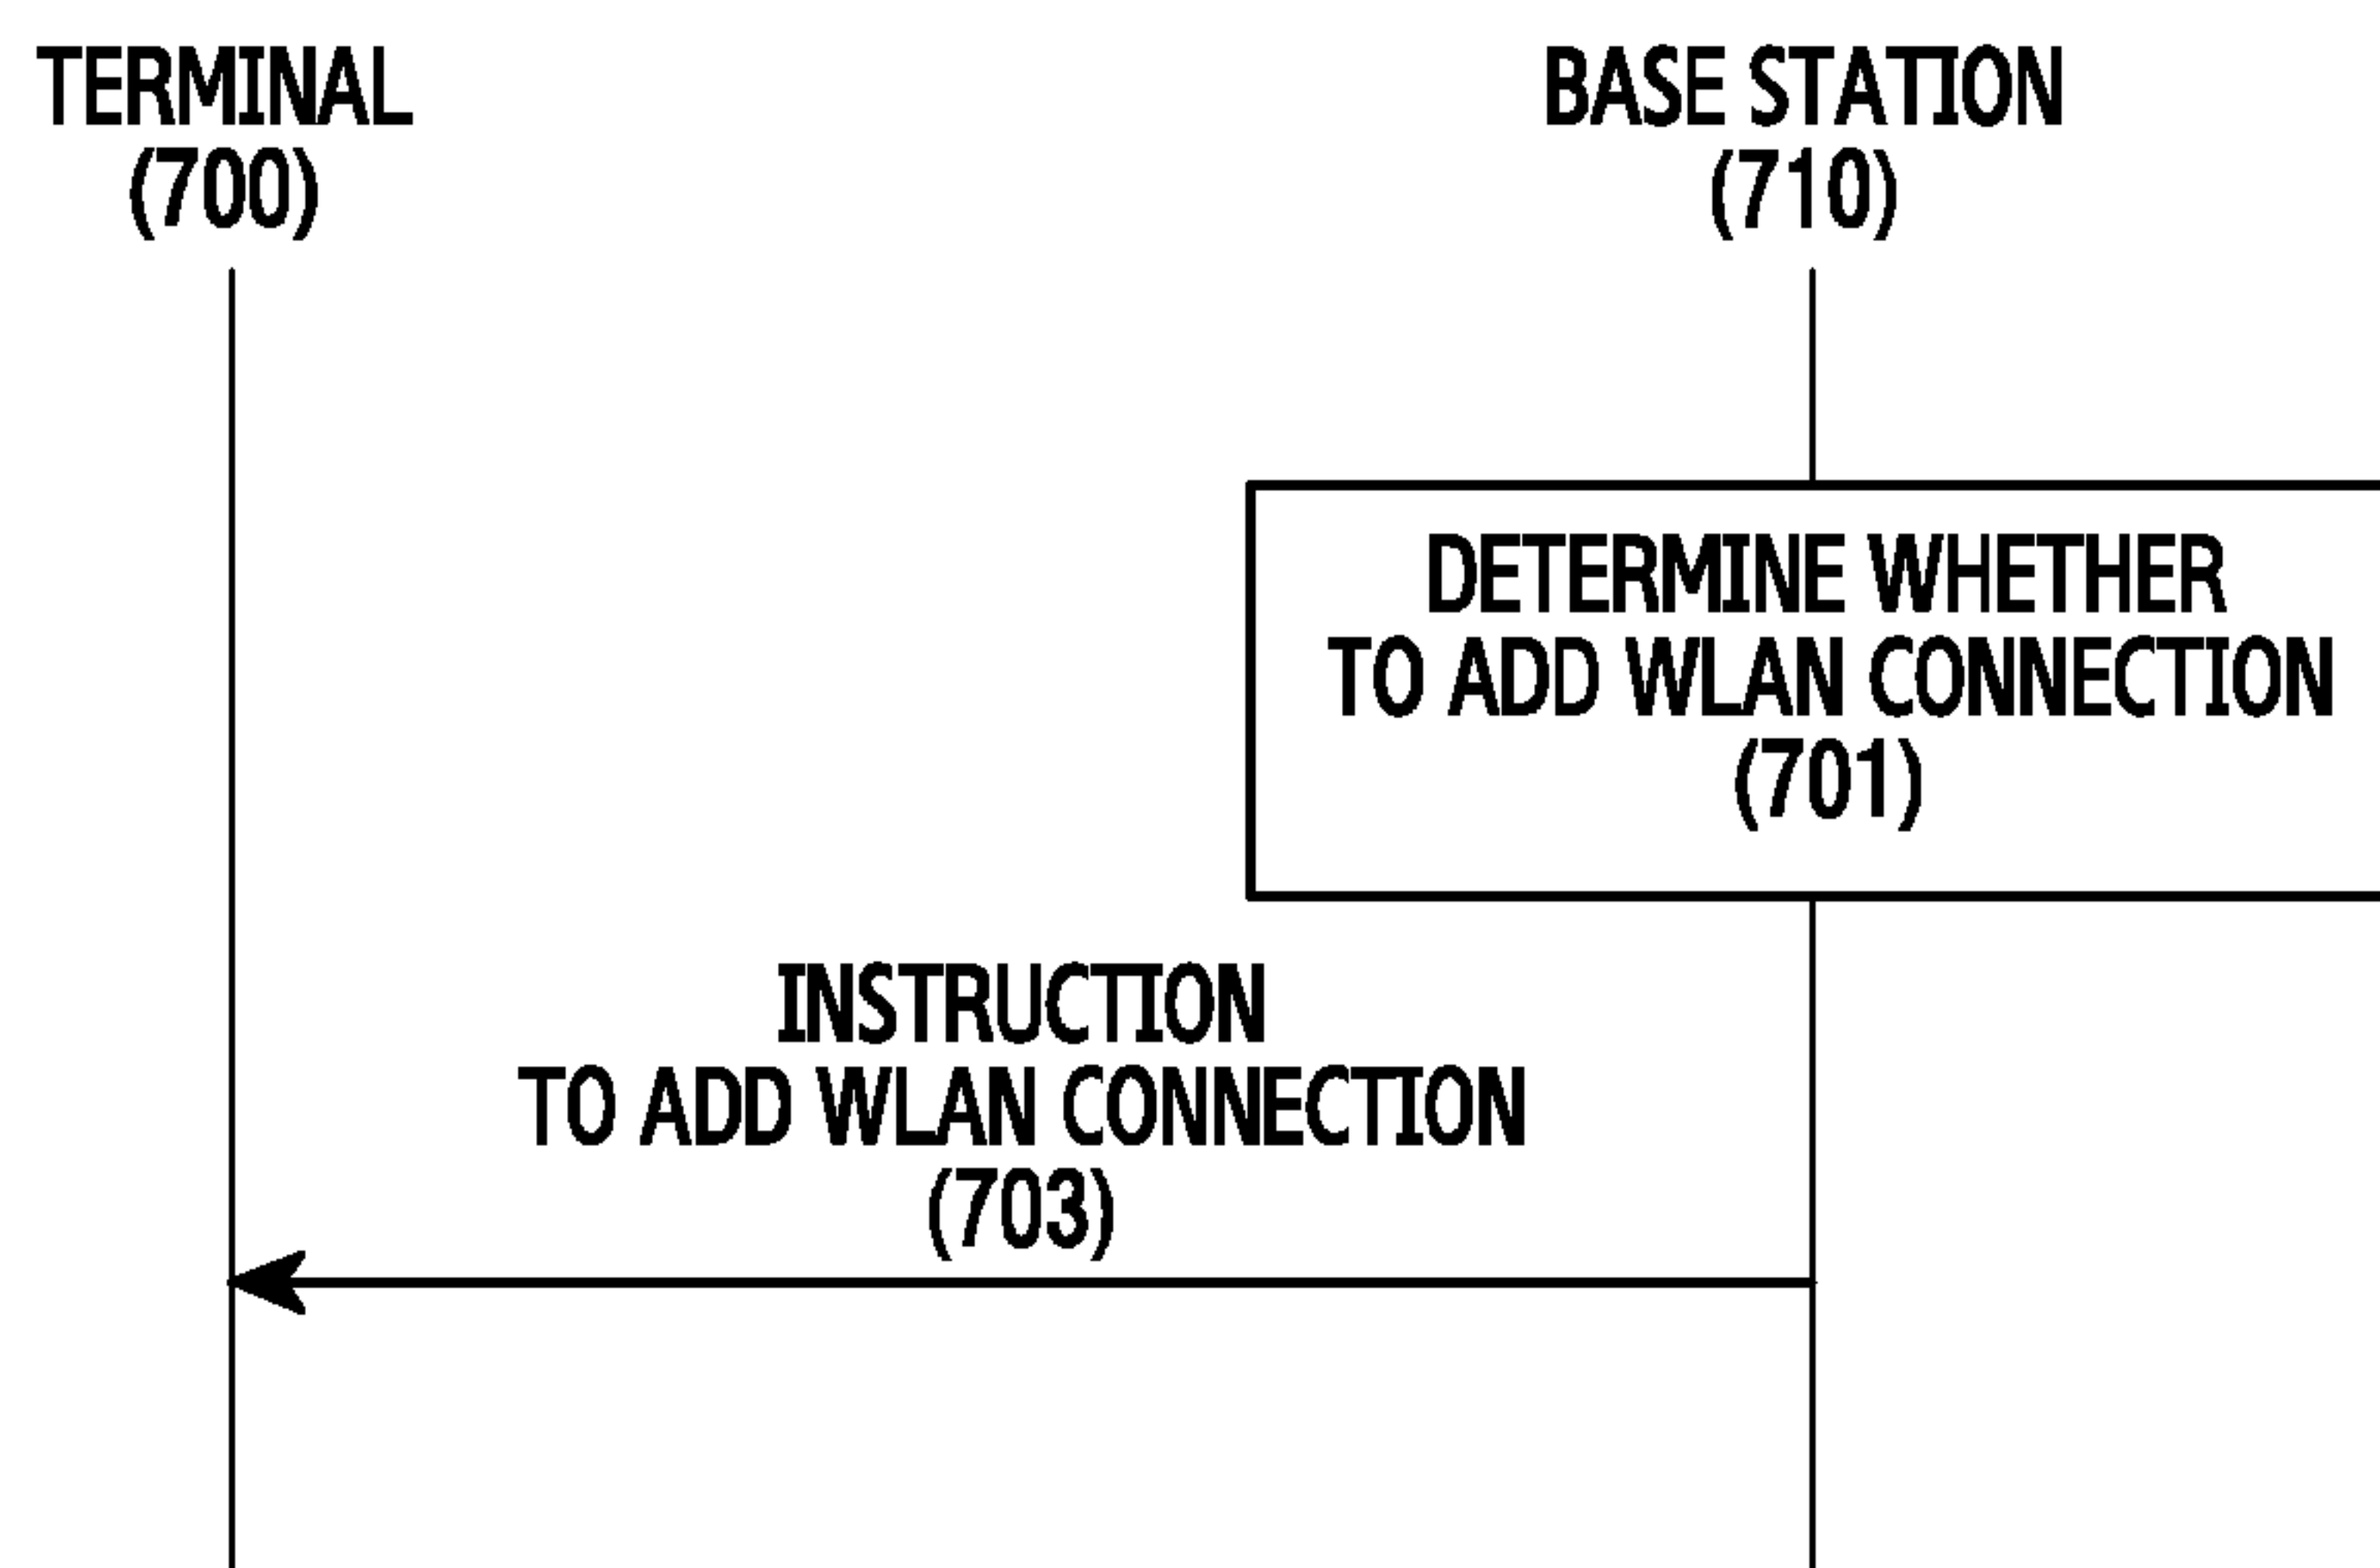 TERMINAL
(700)
BASE STATION
(710)
DETERMINE WHETHER
TO ADD WLAN CONNECTION
(701)
INSTRUCTION
TO ADD WLAN CONNECTION
(703)